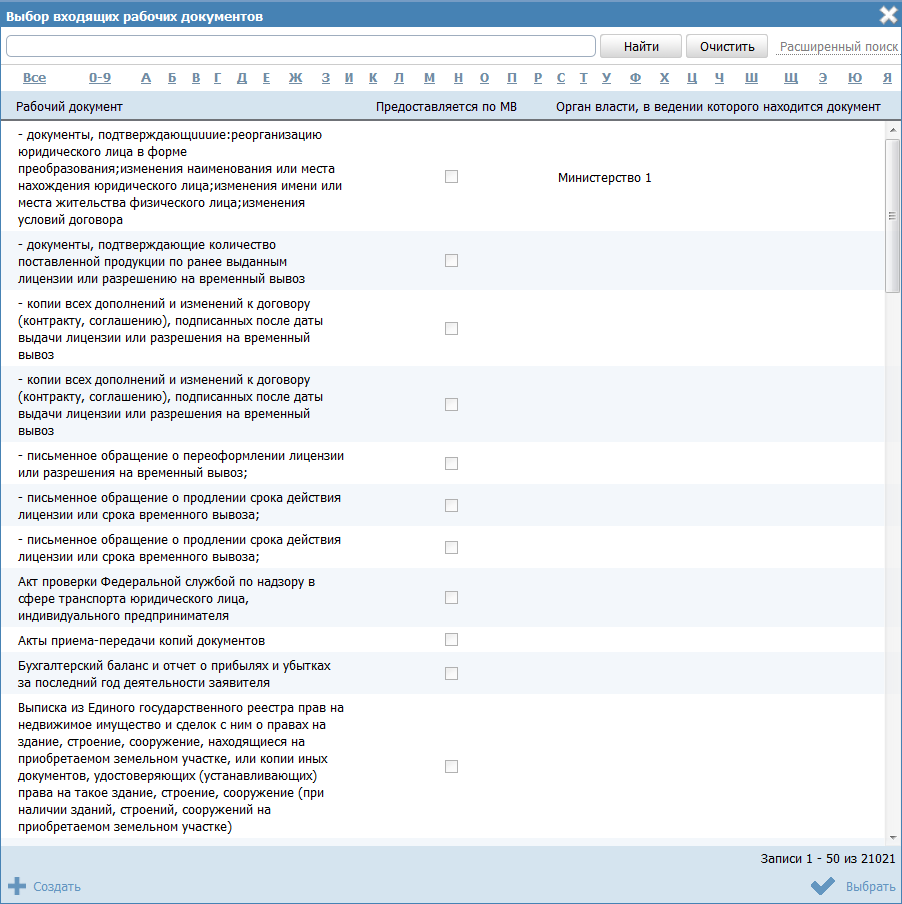 Выбор входящих рабочих документов
Найти Очистить Расширенный поиск
Все 0-9 А Б В Г Д Е Ж З И К Л М Н О П Р С Т У Ф Х Ц Ч Ш Щ Э Ю Я
Рабочий документ Предоставляется по МВ Орган власти, в ведении которого находится документ
- документы, подтверждающиииие:реорганизацию
юридического лица в форме
преобразования;изменения наименования или места
нахождения юридического лица;изменения имени или
места жительства физического лица;изменения
условий договора
Министерство 1
- документы, подтверждающие количество
поставленной продукции по ранее выданным
лицензии или разрешению на временный вывоз
- копии всех дополнений и изменений к договору
(контракту, соглашению), подписанных после даты
выдачи лицензии или разрешения на временный
вывоз
- копии всех дополнений и изменений к договору
(контракту, соглашению), подписанных после даты
выдачи лицензии или разрешения на временный
вывоз
- письменное обращение о переоформлении лицензии
или разрешения на временный вывоз;
- письменное обращение о продлении срока действия
лицензии или срока временного вывоза;
- письменное обращение о продлении срока действия
лицензии или срока временного вывоза;
Акт проверки Федеральной службой по надзору в
сфере транспорта юридического лица,
индивидуального предпринимателя
Акты приема-передачи копий документов
Бухгалтерский баланс и отчет о прибылях и убытках
за последний год деятельности заявителя
Выписка из Единого государственного реестра прав на
недвижимое имущество и сделок с ним о правах на
здание, строение, сооружение, находящиеся на
приобретаемом земельном участке, или копии иных
документов, удостоверяющих (устанавливающих)
права на такое здание, строение, сооружение (при
наличии зданий, строений, сооружений на
приобретаемом земельном участке)
Записи 1 - 50 из 21021
Создать Выбрать